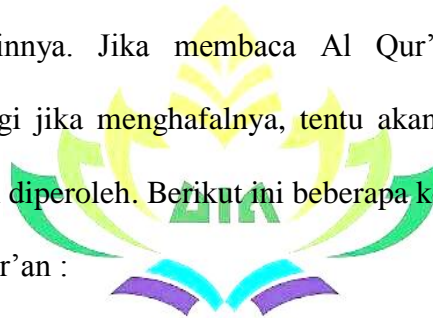 innya. Jika membaca Al Qur’
gi jika menghafalnya, tentu akan
diperoleh. Berikut ini beberapa k
r’an :